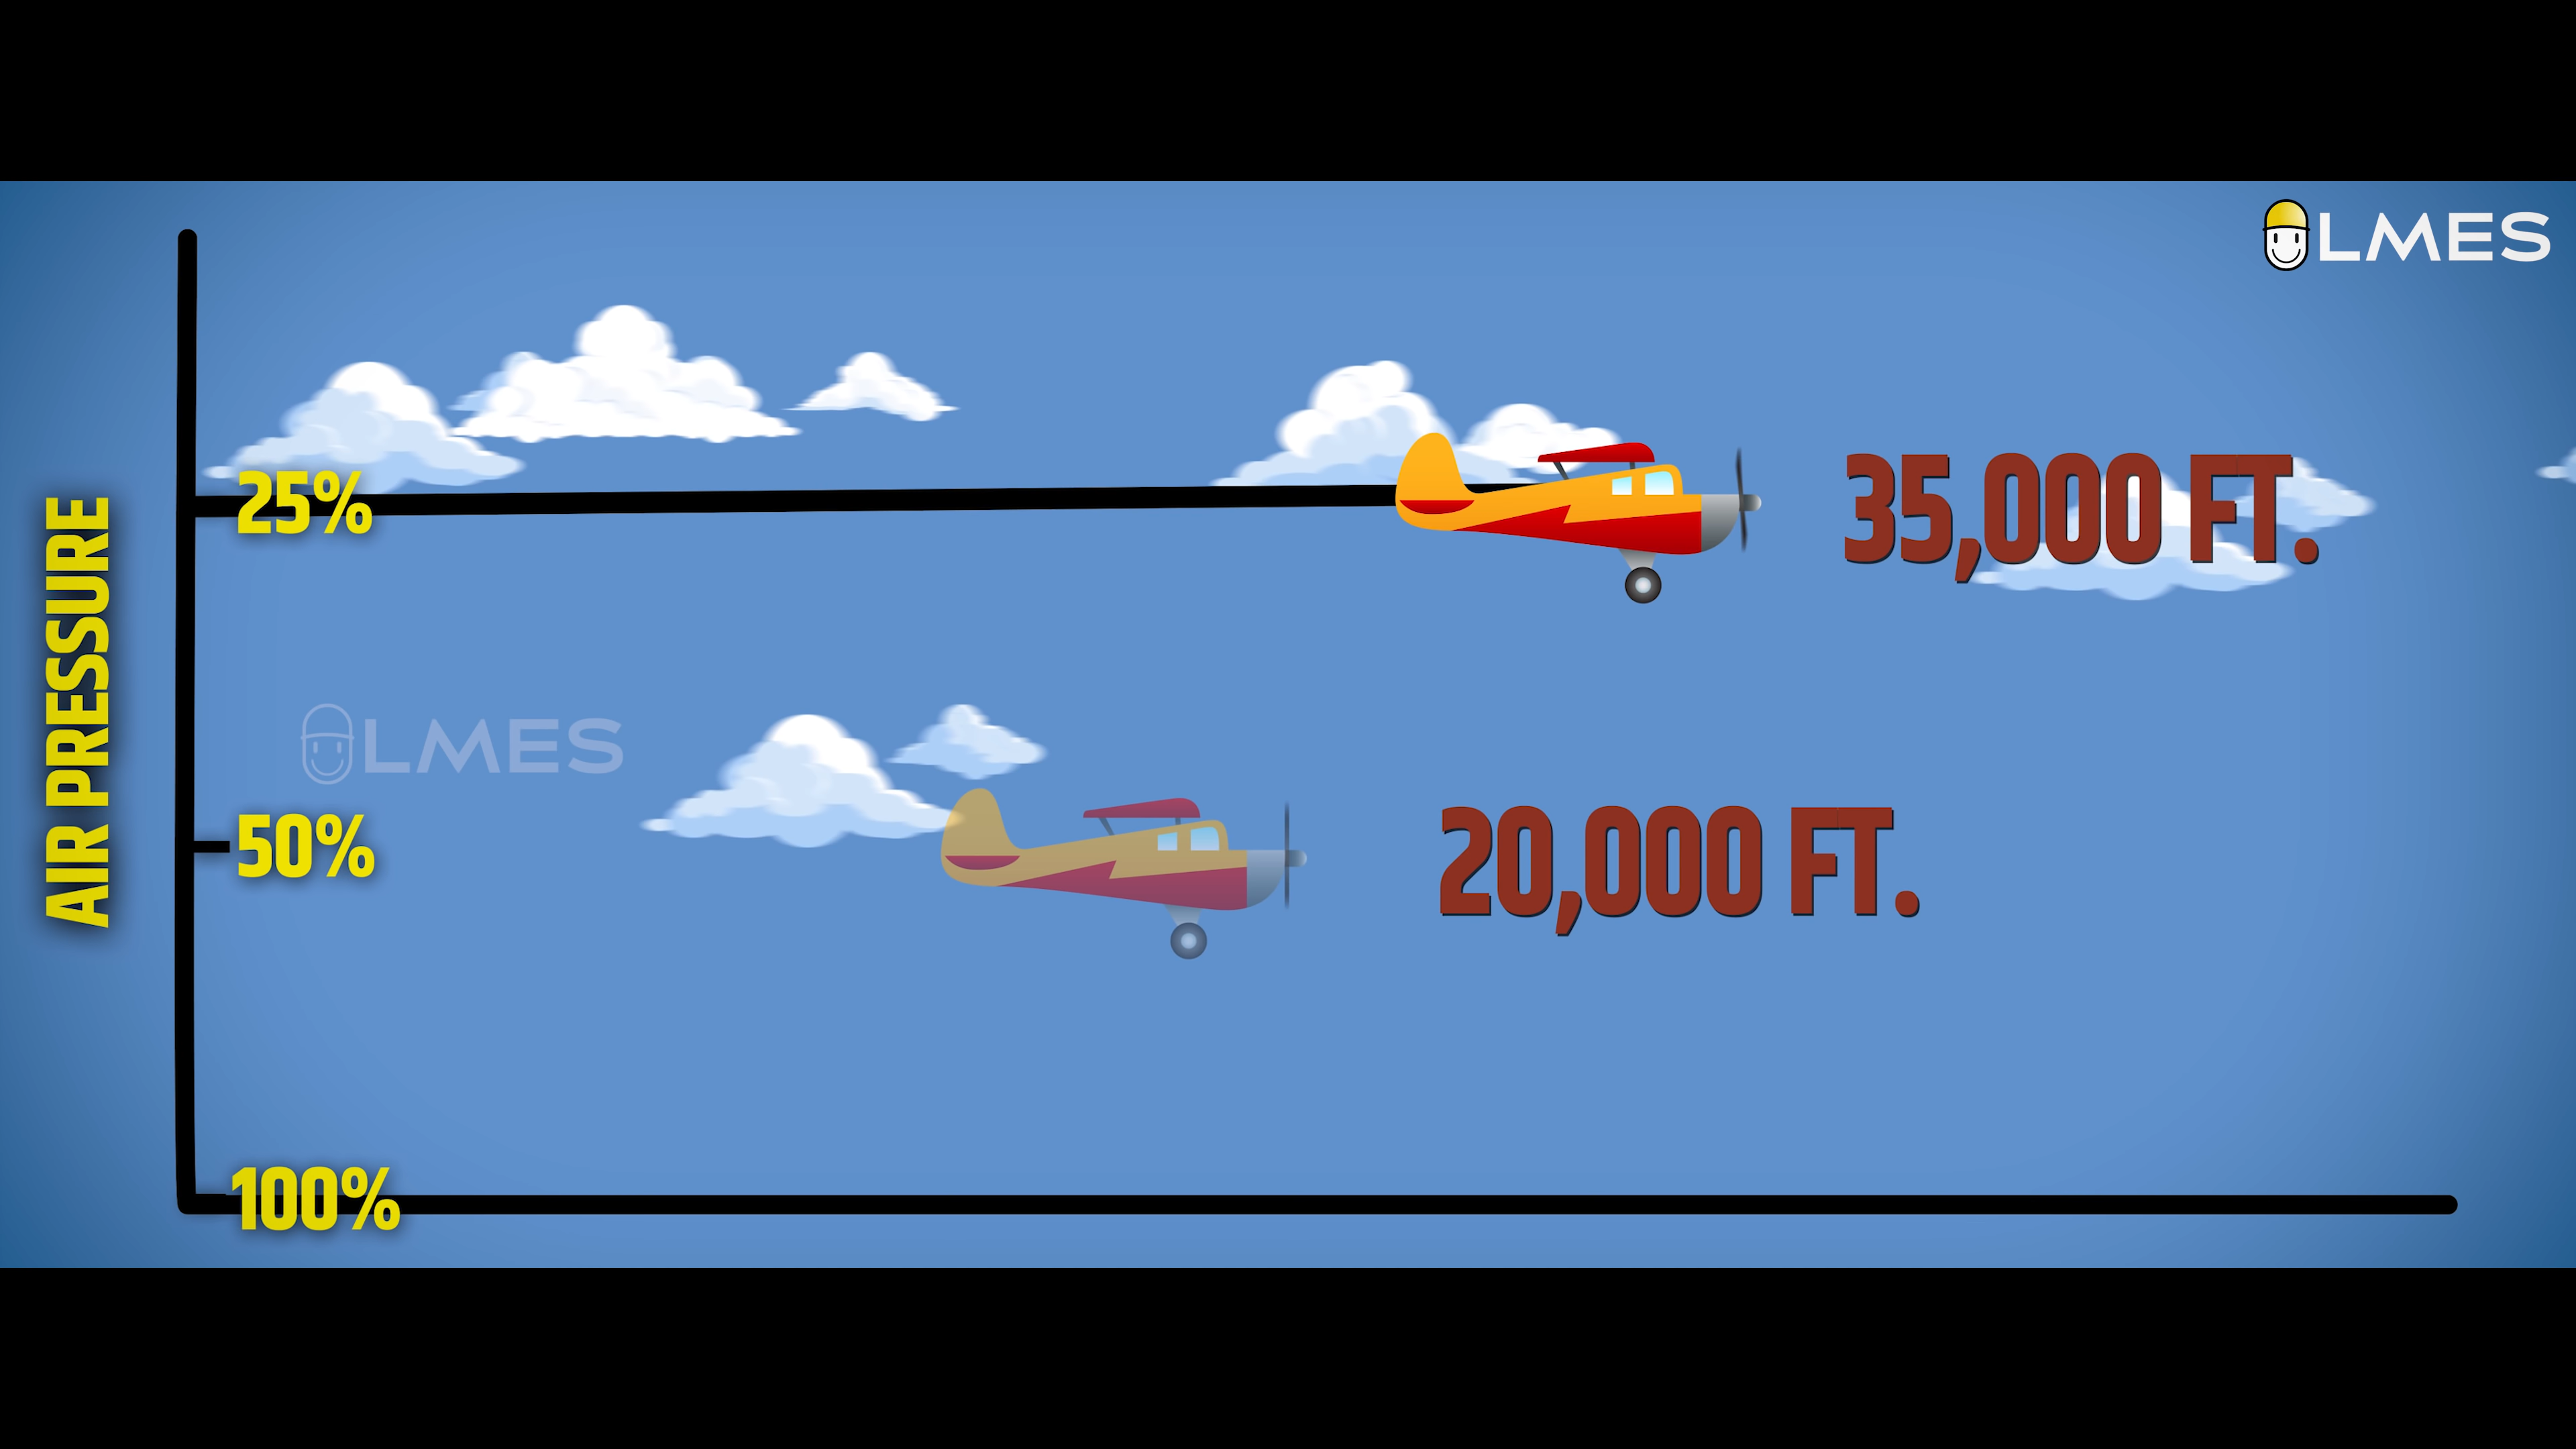 LMES
25%
35,000 FT.
AIR PRESSURE
LMES
50%
20,000 FT.
100%